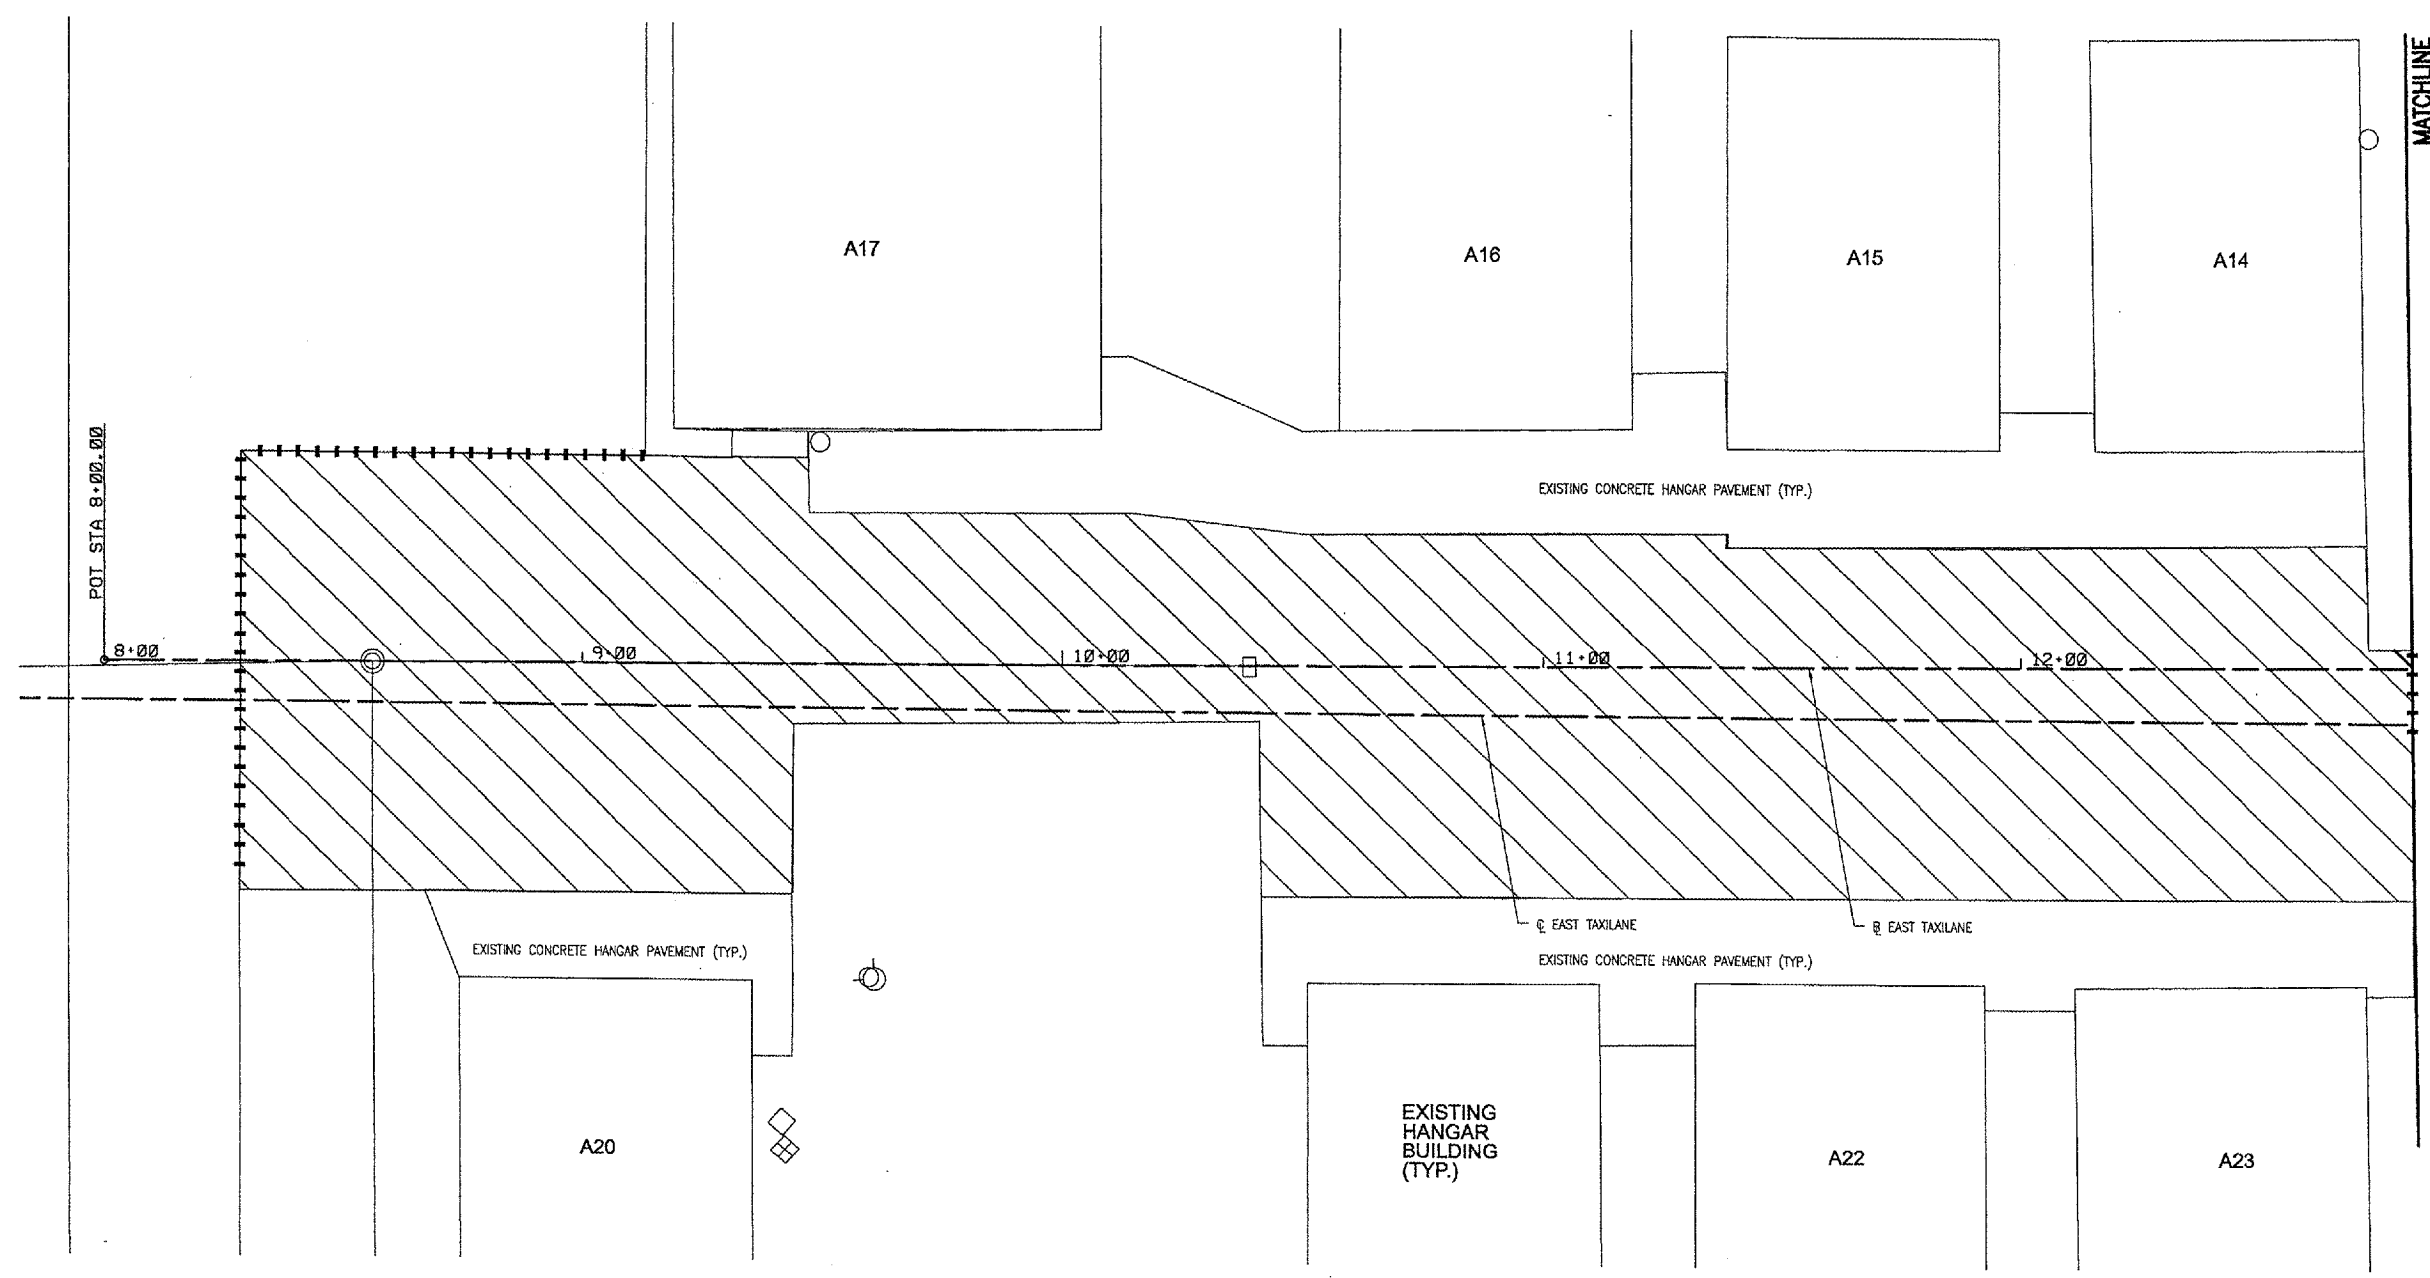 MATCHLINE
A17
A16
A15
A14
POT STA 8+00.00
EXISTING CONCRETE HANGAR PAVEMENT (TYP.)
8+00
9+00
10+00
11+00
12+00
℄ EAST TAXILANE
B EAST TAXILANE
EXISTING CONCRETE HANGAR PAVEMENT (TYP.)
EXISTING CONCRETE HANGAR PAVEMENT (TYP.)
EXISTING
HANGAR
BUILDING
(TYP.)
A20
A22
A23